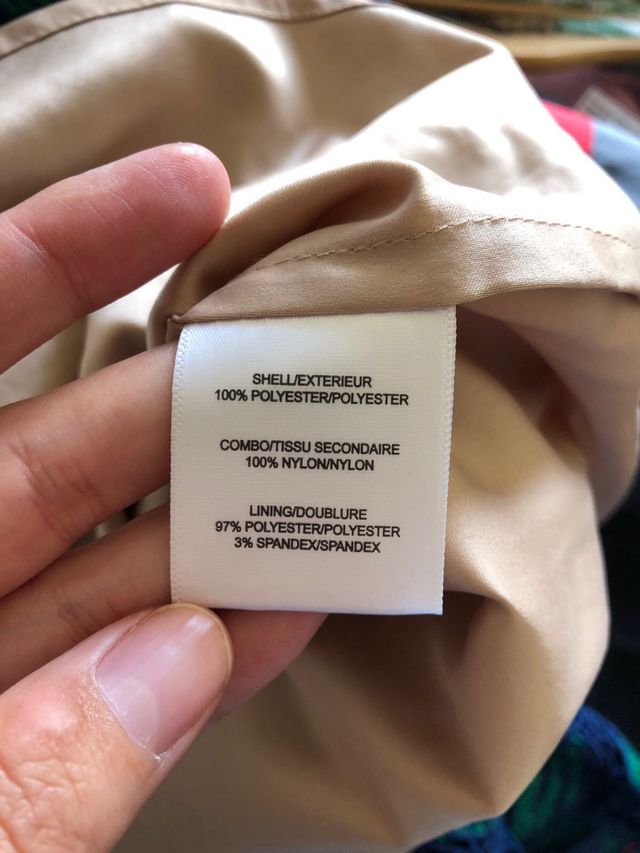 SHELL/EXTERIEUR
100% POLYESTER/POLYESTER
COMBO/TISSU SECONDAIRE
100% NYLON/NYLON
LINING/DOUBLURE
97% POLYESTER/POLYESTER
3% SPANDEX/SPANDEX